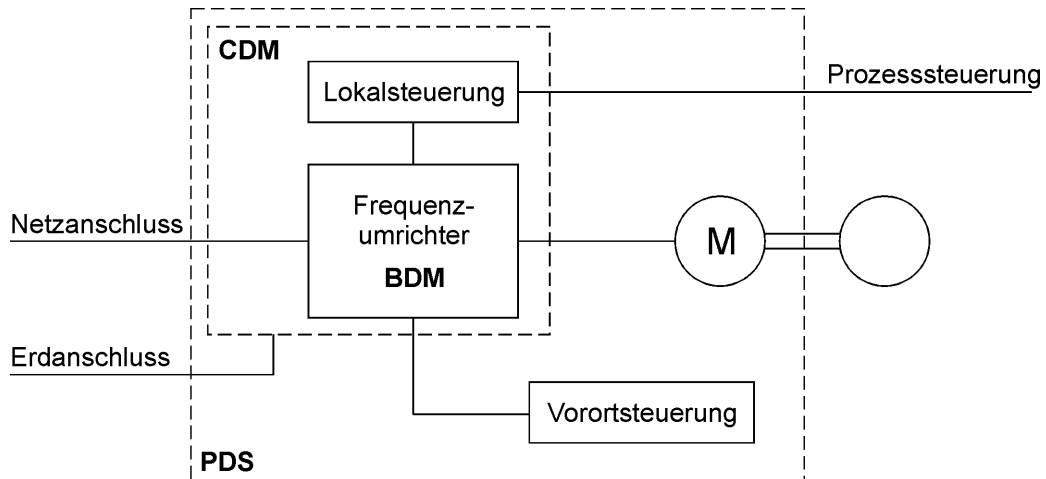 CDM
Lokalsteuerung
Prozesssteuerung
Netzanschluss
Frequenz-
umrichter
BDM
M
Erdanschluss
Vorortsteuerung
PDS